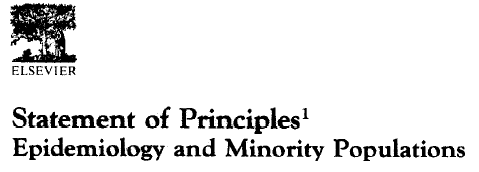 ELSEVIER
Statement of Principles¹
Epidemiology and Minority Populations